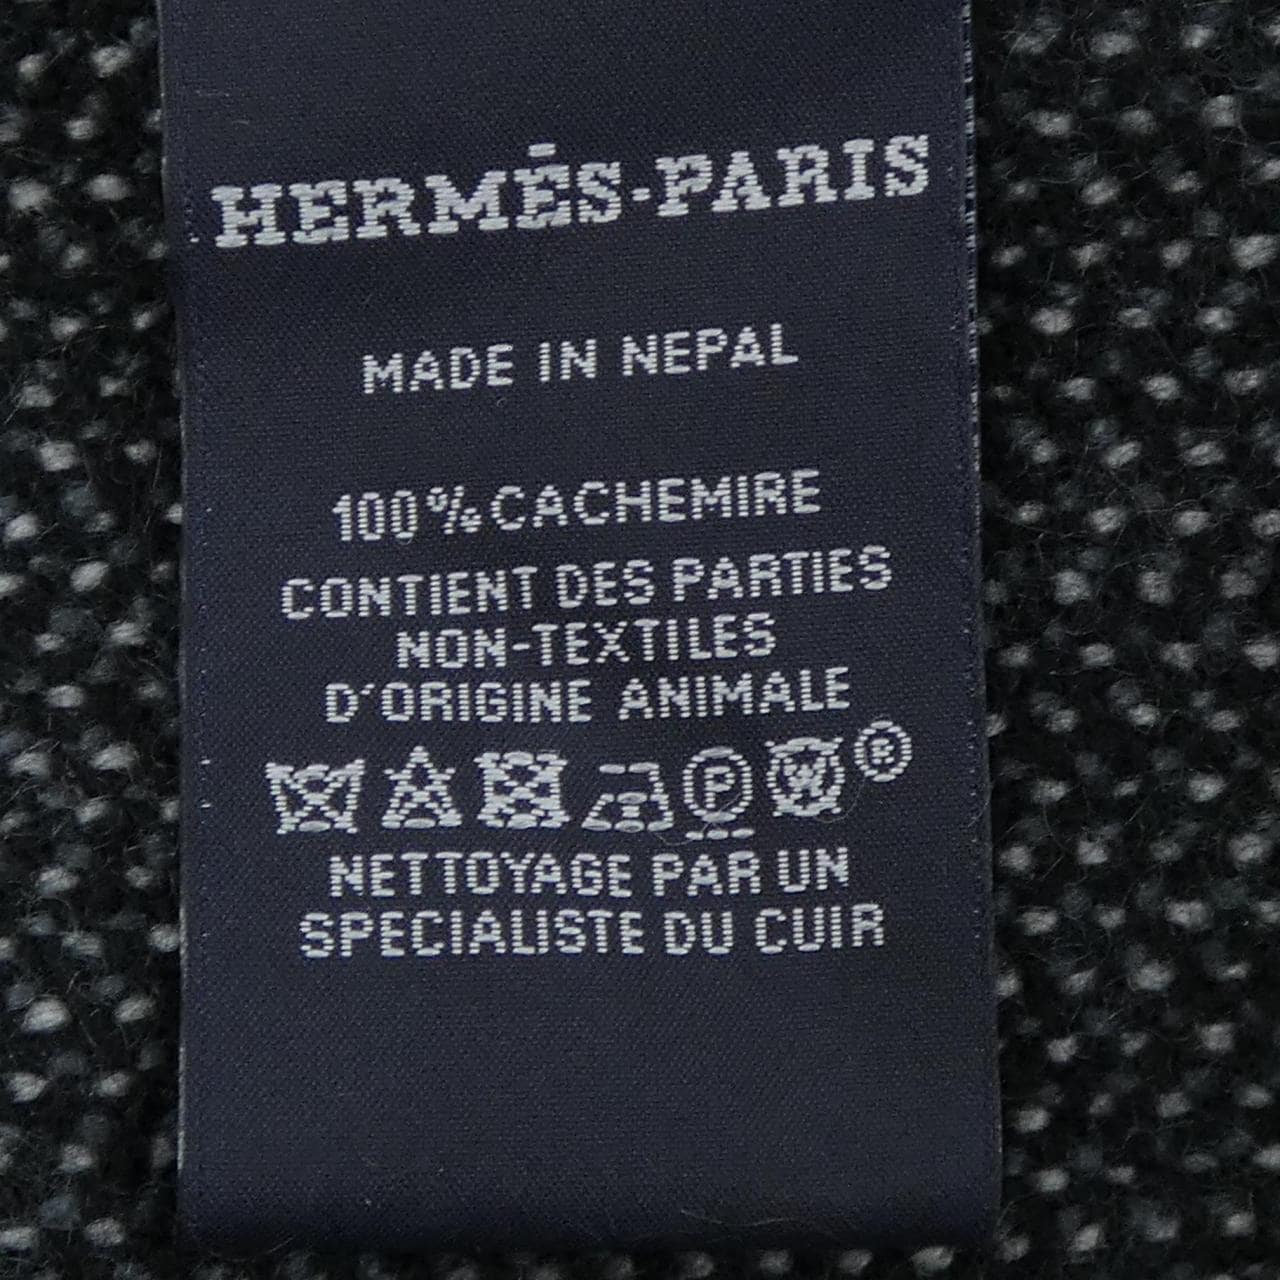 HERMÈS-PARIS
MADE IN NEPAL
100% CACHEMIRE
CONTIENT DES PARTIES
NON-TEXTILES
D'ORIGINE ANIMALE
P W ®
NETTOYAGE PAR UN
SPECIALISTE DU CUIR